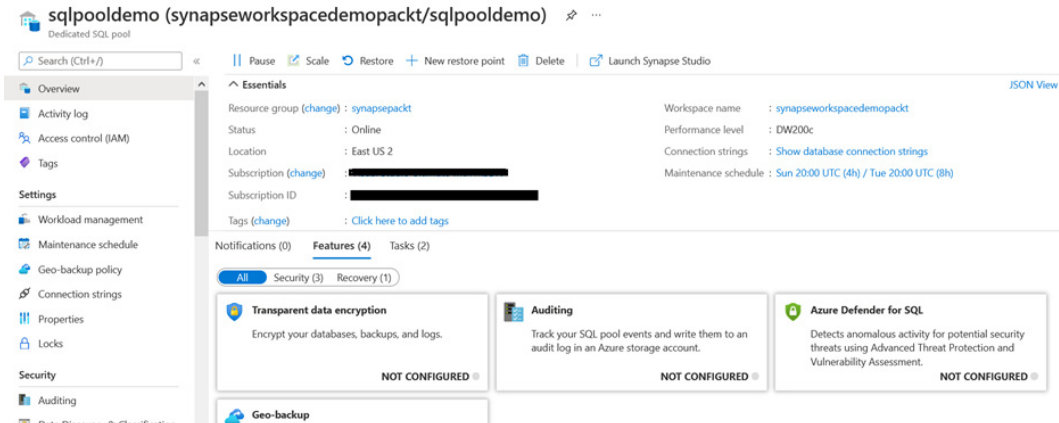 sqlpooldemo (synapseworkspacedemopackt/sqlpooldemo)
Dedicated SQL pool
Search (Ctrl+/)
«
Pause
Scale
Restore
New restore point
Delete
Launch Synapse Studio
Overview
Activity log
Access control (IAM)
Tags
Settings
Workload management
Maintenance schedule
Geo-backup policy
Connection strings
Properties
Locks
Security
Auditing
Data Discovery & Classification
Essentials
JSON View
Resource group (change) : synapsepackt
Status : Online
Location : East US 2
Subscription (change) :
Subscription ID :
Tags (change) : Click here to add tags
Workspace name : synapseworkspacedemopackt
Performance level : DW200c
Connection strings : Show database connection strings
Maintenance schedule : Sun 20:00 UTC (4h) / Tue 20:00 UTC (8h)
Notifications (0) Features (4) Tasks (2)
All Security (3) Recovery (1)
Transparent data encryption
Encrypt your databases, backups, and logs.
NOT CONFIGURED
Auditing
Track your SQL pool events and write them to an
audit log in an Azure storage account.
NOT CONFIGURED
Azure Defender for SQL
Detects anomalous activity for potential security
threats using Advanced Threat Protection and
Vulnerability Assessment.
NOT CONFIGURED
Geo-backup